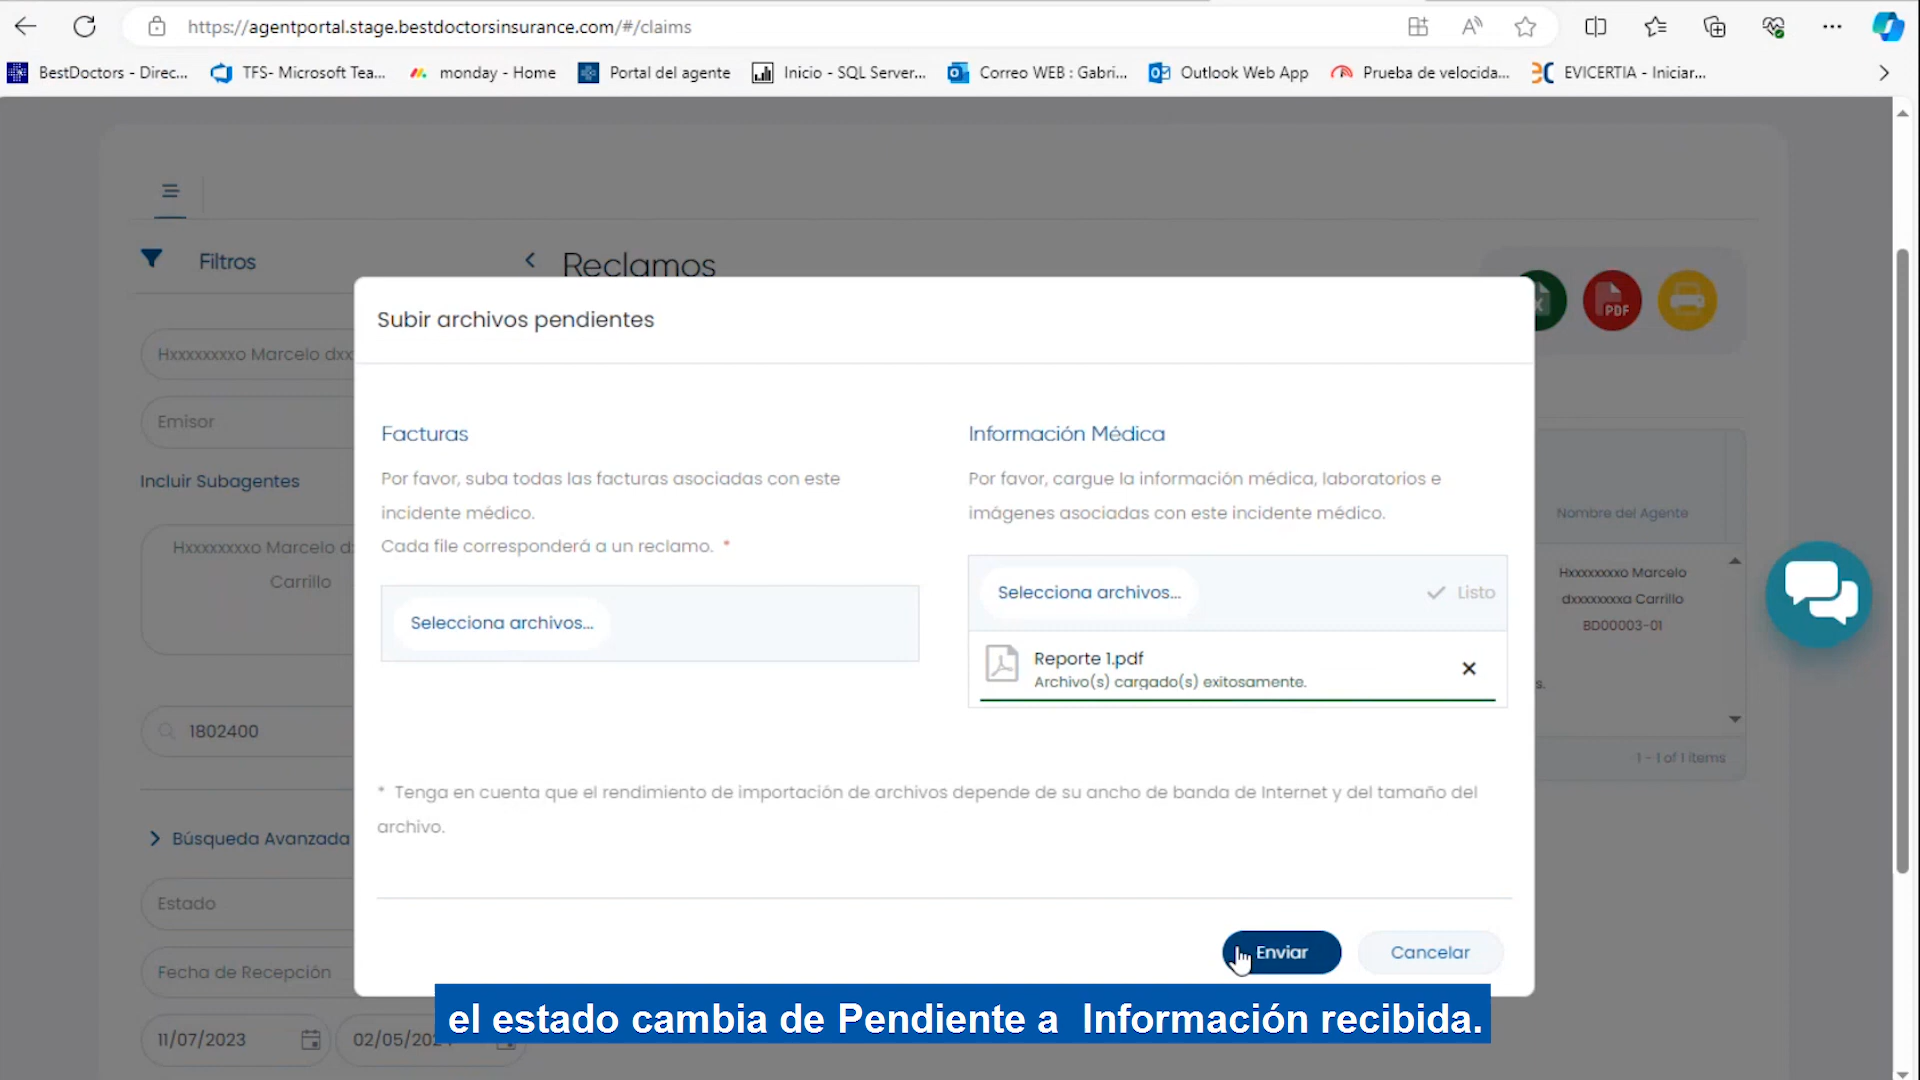 https://agentportal.stage.bestdoctorsinsurance.com/#/claims
BestDoctors - Direc...
TFS- Microsoft Tea...
monday - Home
Portal del agente
Inicio - SQL Server...
Correo WEB : Gabri...
Outlook Web App
Prueba de velocida...
EVICERTIA - Iniciar...
Filtros
Reclamos
PDF
Hxxxxxxxxo Marcelo dxx
Emisor
Incluir Subagentes
Hxxxxxxxxo Marcelo d
Carrillo
1802400
Búsqueda Avanzada
Estado
Fecha de Recepción
11/07/2023
02/05/202
Subir archivos pendientes
Facturas
Por favor, suba todas las facturas asociadas con este
incidente médico.
Cada file corresponderá a un reclamo. *
Selecciona archivos...
Información Médica
Por favor, cargue la información médica, laboratorios e
imágenes asociadas con este incidente médico.
Selecciona archivos...
Listo
Reporte 1.pdf
Archivo(s) cargado(s) exitosamente.
* Tenga en cuenta que el rendimiento de importación de archivos depende de su ancho de banda de Internet y del tamaño del
archivo.
Enviar
Cancelar
Nombre del Agente
Hxxxxxxxxo Marcelo
dxxxxxxxxa Carrillo
BD00003-01
s.
1 - 1 of 1 items
el estado cambia de Pendiente a Información recibida.